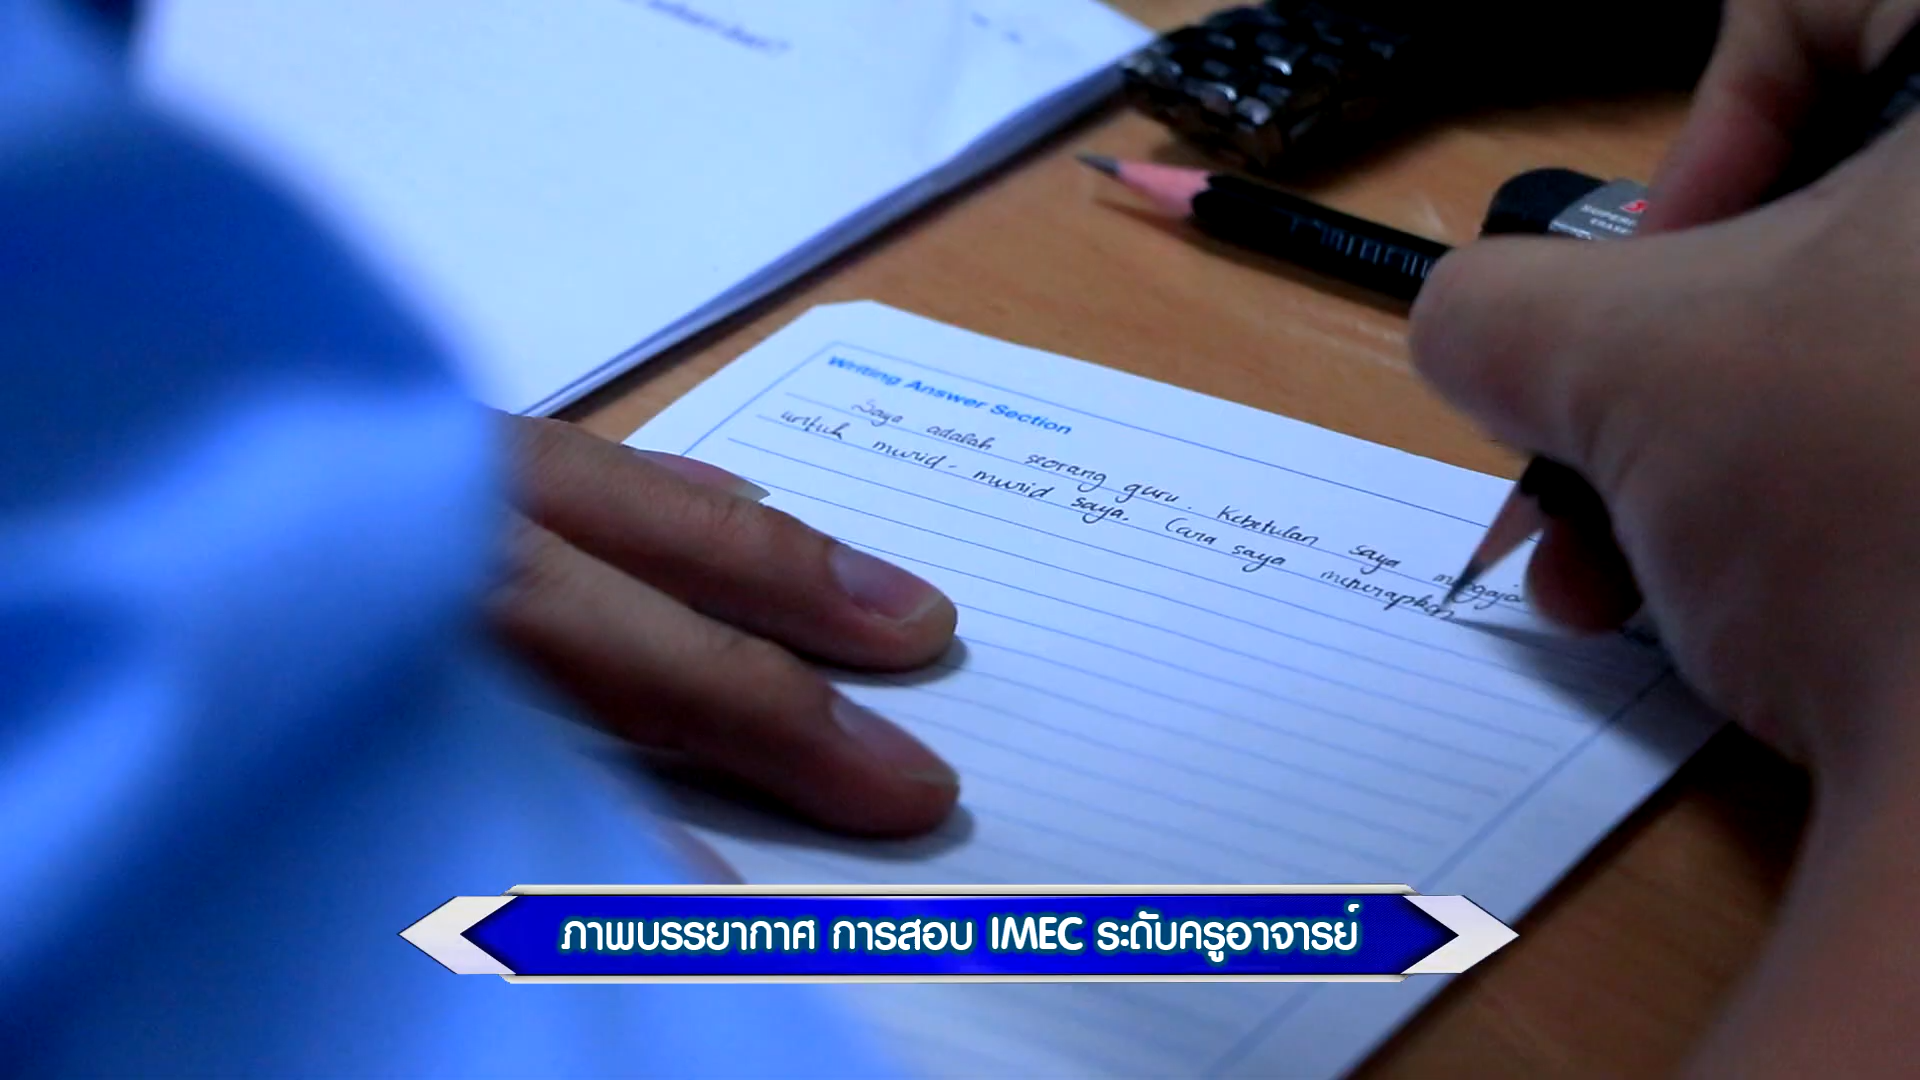 Writing Answer Section
Saya adalah seorang guru. Kebetulan saya mengajar
untuk murid-murid saya. Cara saya menerapkan
ภาพบรรยากาศ การสอบ IMEC ระดับครูอาจารย์